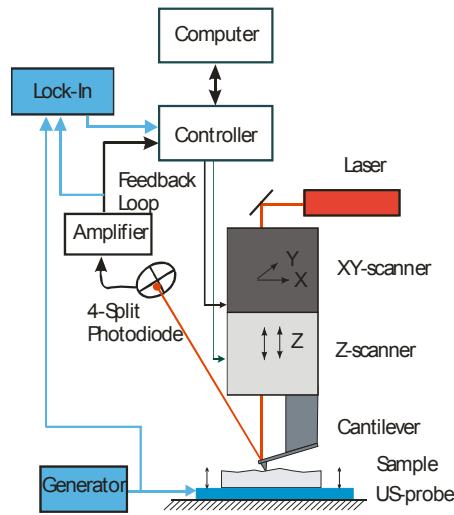 Computer
Lock-In
Controller
Laser
Feedback
Loop
Amplifier
Y
X
XY-scanner
4-Split
Photodiode
Z
Z-scanner
Cantilever
Sample
Generator
US-probe